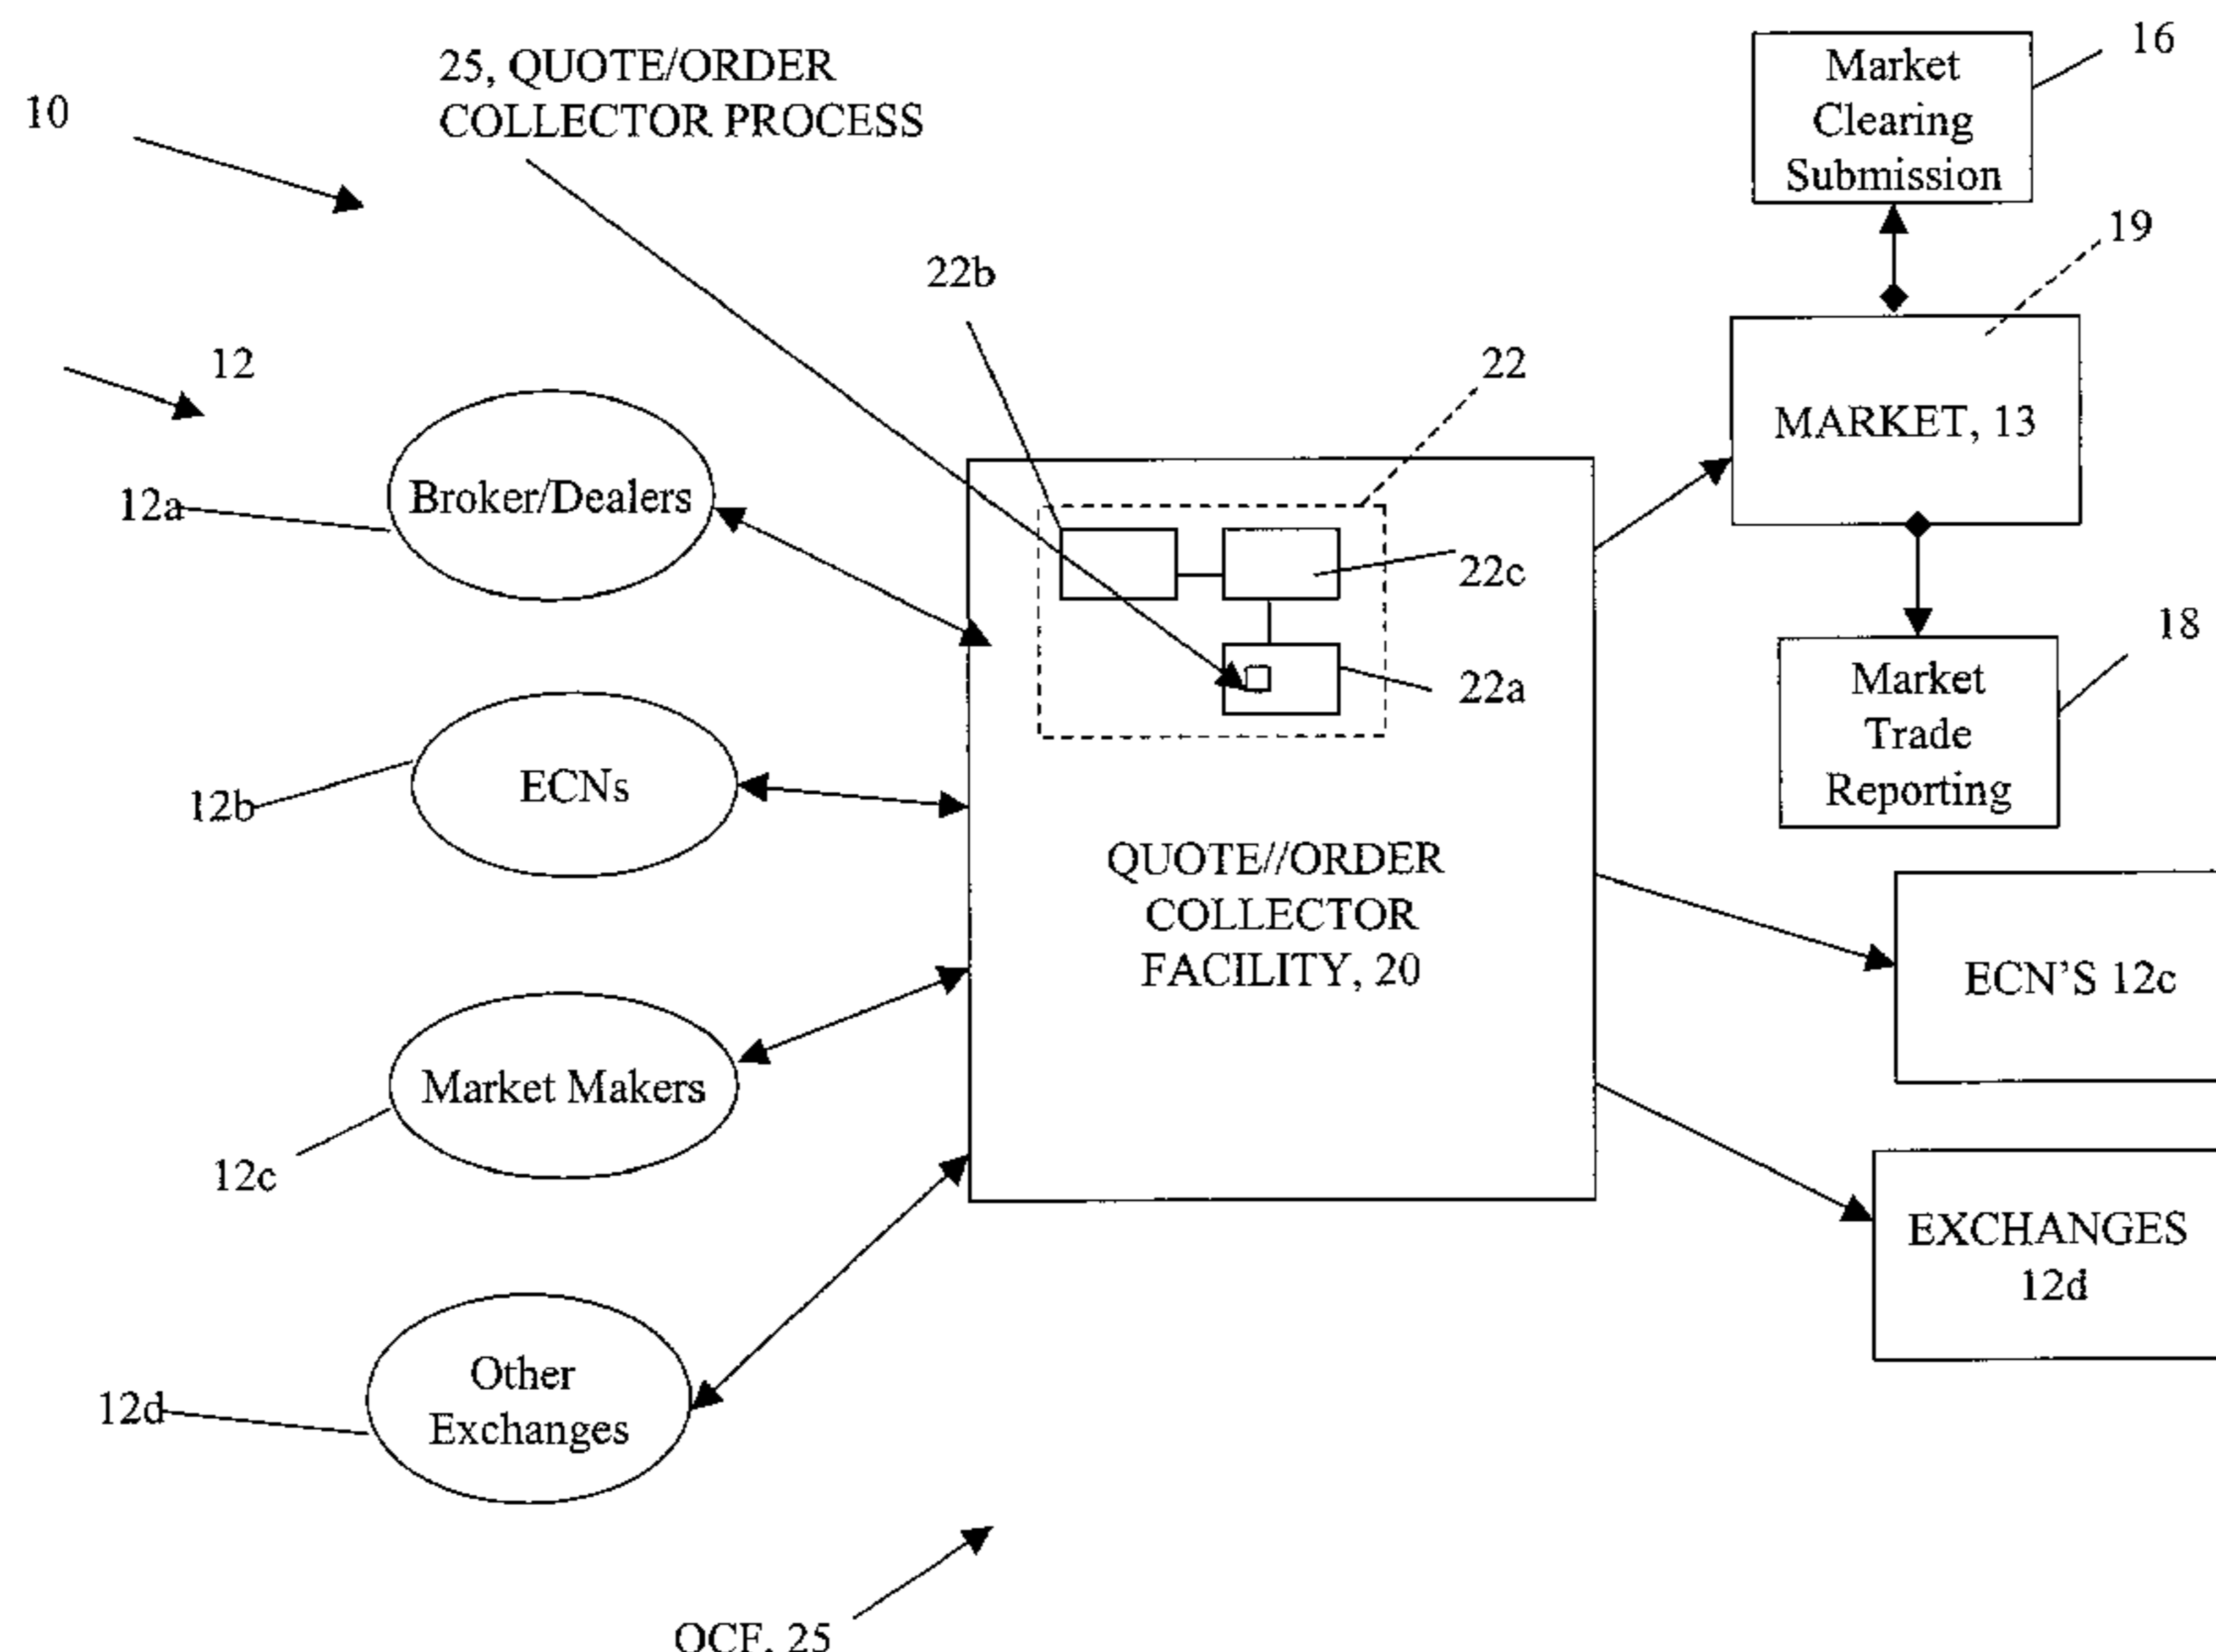 10
25, QUOTE/ORDER
COLLECTOR PROCESS
16
Market
Clearing
Submission
19
22b
12
22
MARKET, 13
12a
Broker/Dealers
22c
22a
18
Market
Trade
Reporting
12b
ECNs
QUOTE//ORDER
COLLECTOR
FACILITY, 20
ECN'S 12c
Market Makers
12c
EXCHANGES
12d
Other
Exchanges
12d
OCF, 25